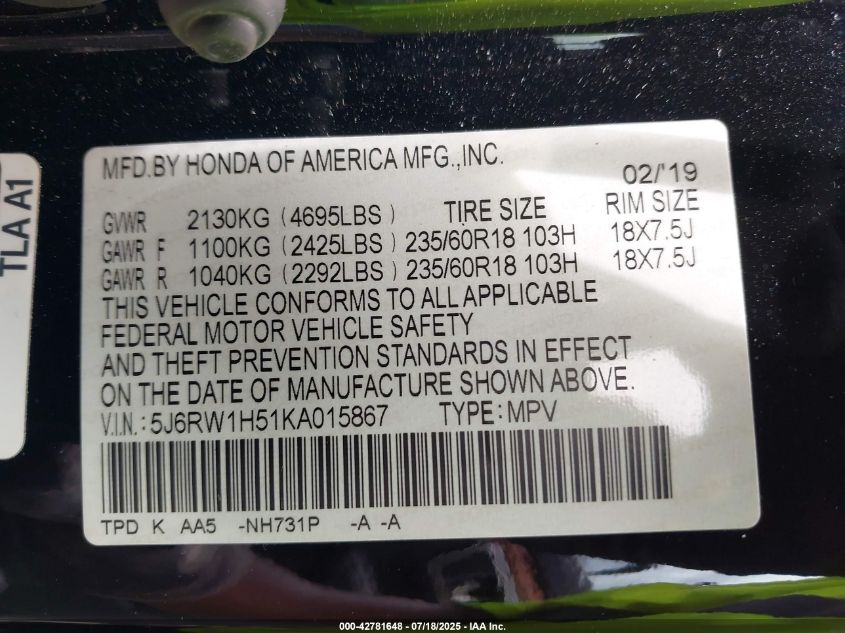 TLA A1
MFD.BY HONDA OF AMERICA MFG.,INC.
02/'19
GVWR 2130KG (4695LBS) TIRE SIZE RIM SIZE
GAWR F 1100KG (2425LBS) 235/60R18 103H 18X7.5J
GAWR R 1040KG (2292LBS) 235/60R18 103H 18X7.5J
THIS VEHICLE CONFORMS TO ALL APPLICABLE
FEDERAL MOTOR VEHICLE SAFETY
AND THEFT PREVENTION STANDARDS IN EFFECT
ON THE DATE OF MANUFACTURE SHOWN ABOVE.
V.I.N.: 5J6RW1H51KA015867 TYPE: MPV
TPD K AA5 -NH731P -A -A
000-42781648 - 07/18/2025 - IAA Inc.